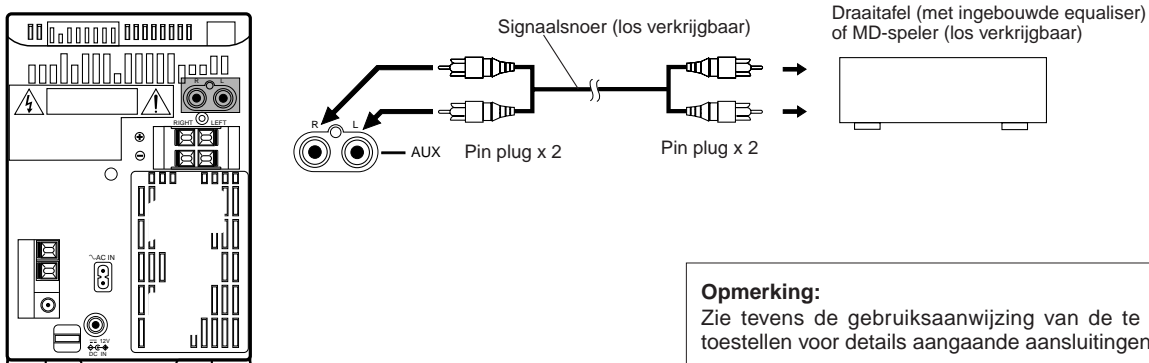 Signaalsnoer (los verkrijgbaar)
Draaitafel (met ingebouwde equaliser)
of MD-speler (los verkrijgbaar)
R L
AUX
Pin plug x 2
Pin plug x 2
R L
RIGHT LEFT
AC IN
12V
DC IN
Opmerking:
Zie tevens de gebruiksaanwijzing van de te
toestellen voor details aangaande aansluitingen